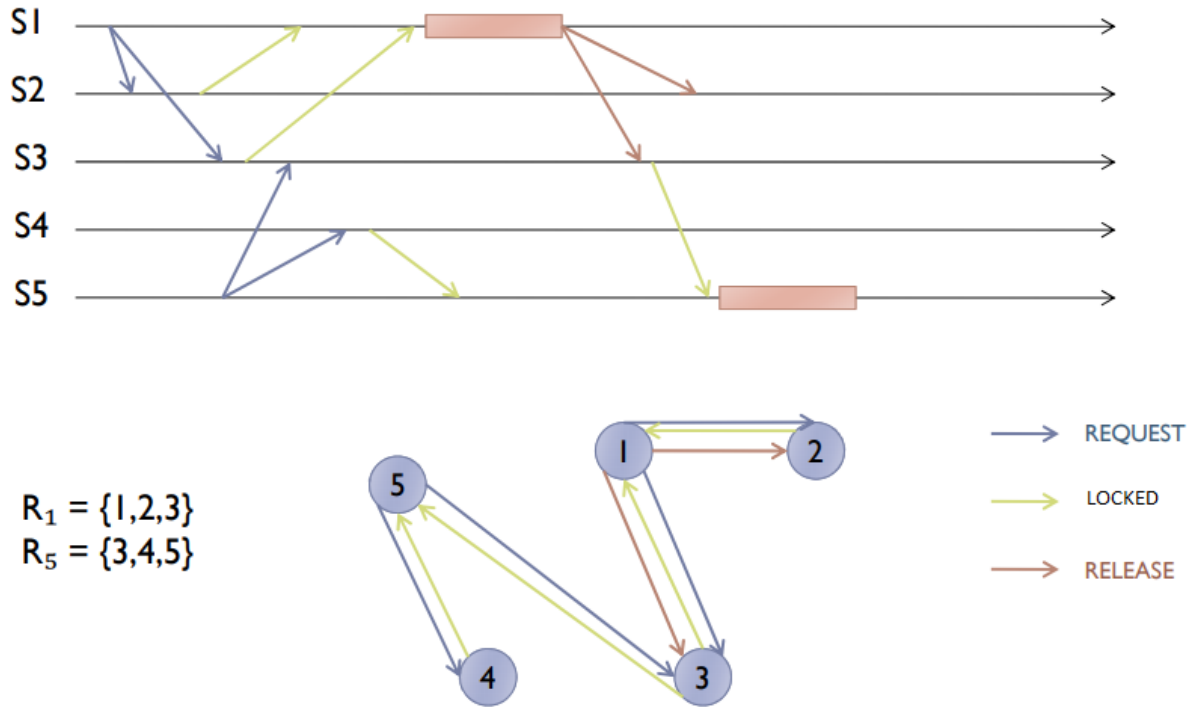 S1
S2
S3
S4
S5
1
2
5
R₁ = {1,2,3}
R₅ = {3,4,5}
4
3
REQUEST
LOCKED
RELEASE